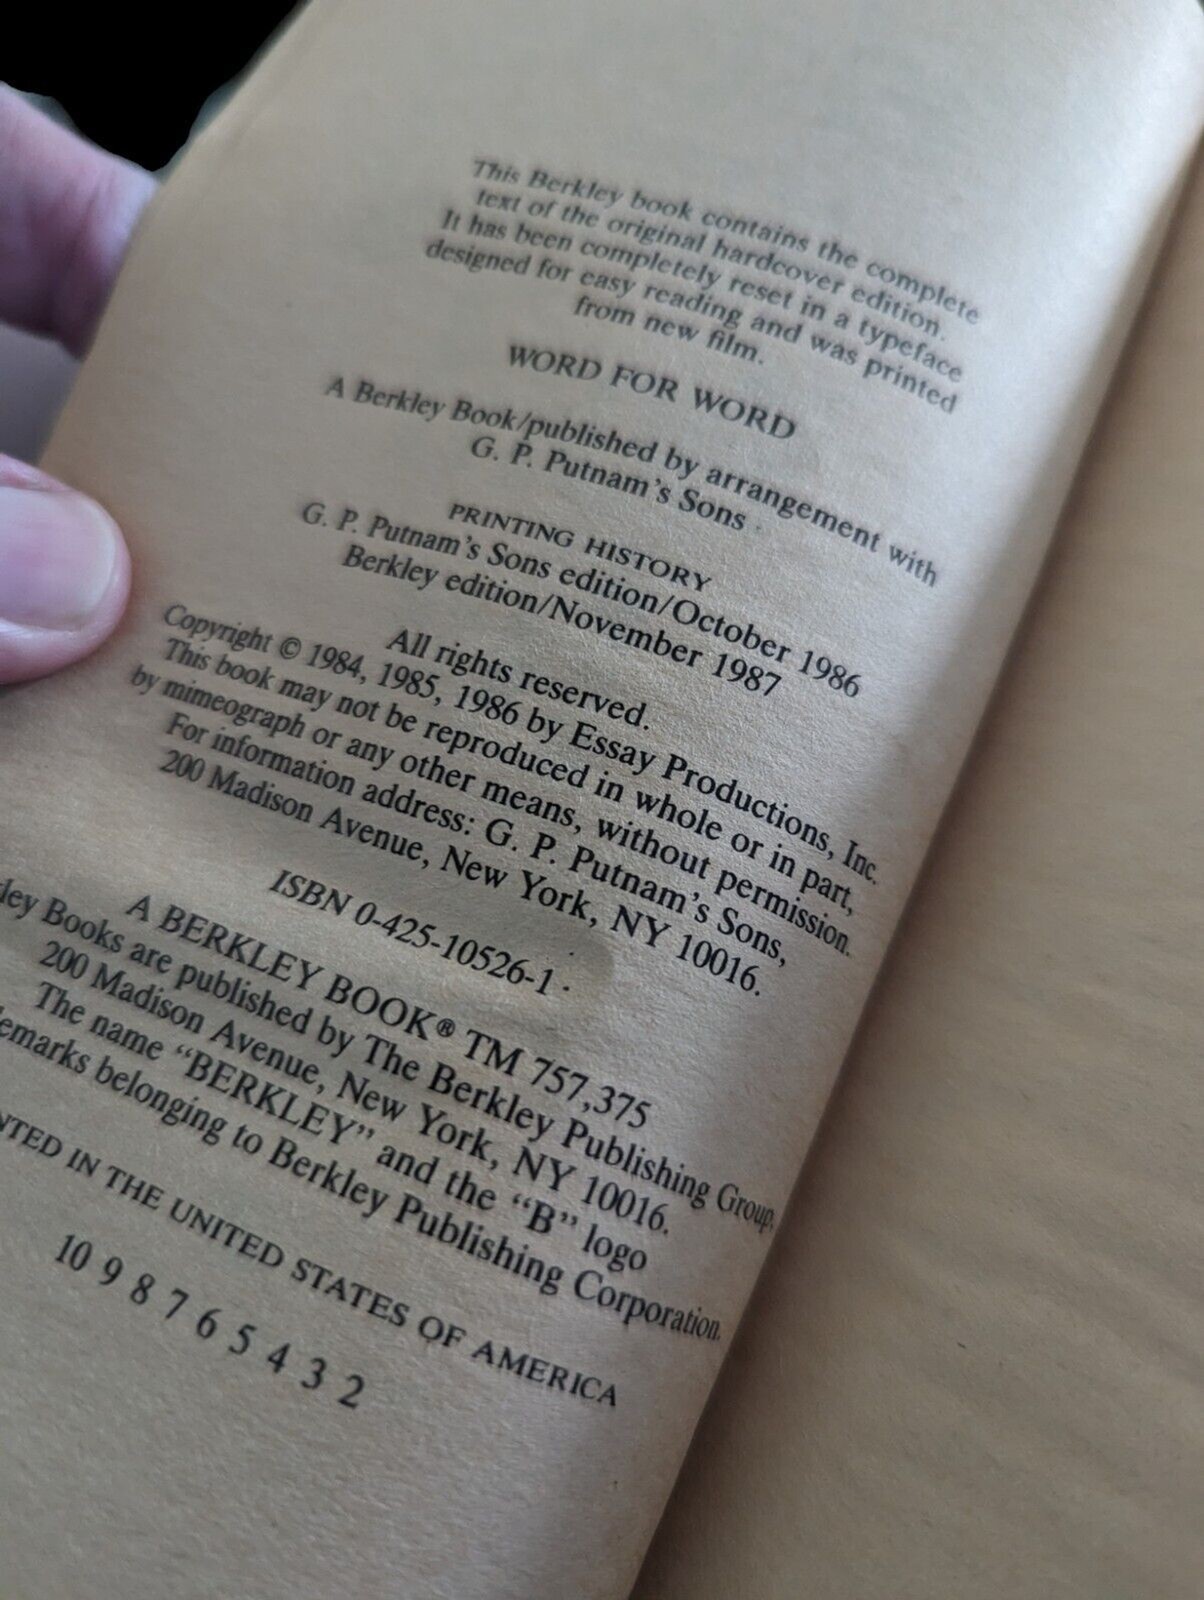 This Berkley book contains the complete
text of the original hardcover edition.
It has been completely reset in a typeface
designed for easy reading and was printed
from new film.
WORD FOR WORD
A Berkley Book/published by arrangement with
G. P. Putnam's Sons
PRINTING HISTORY
G. P. Putnam's Sons edition/October 1986
Berkley edition/November 1987
All rights reserved.
Copyright © 1984, 1985, 1986 by Essay Productions, Inc.
This book may not be reproduced in whole or in part,
by mimeograph or any other means, without permission.
For information address: G. P. Putnam's Sons,
200 Madison Avenue, New York, NY 10016.
ISBN 0-425-10526-1
A BERKLEY BOOK® TM 757,375
ley Books are published by The Berkley Publishing Group,
200 Madison Avenue, New York, NY 10016.
The name "BERKLEY" and the "B" logo
emarks belonging to Berkley Publishing Corporation.
NTED IN THE UNITED STATES OF AMERICA
10 9 8 7 6 5 4 3 2